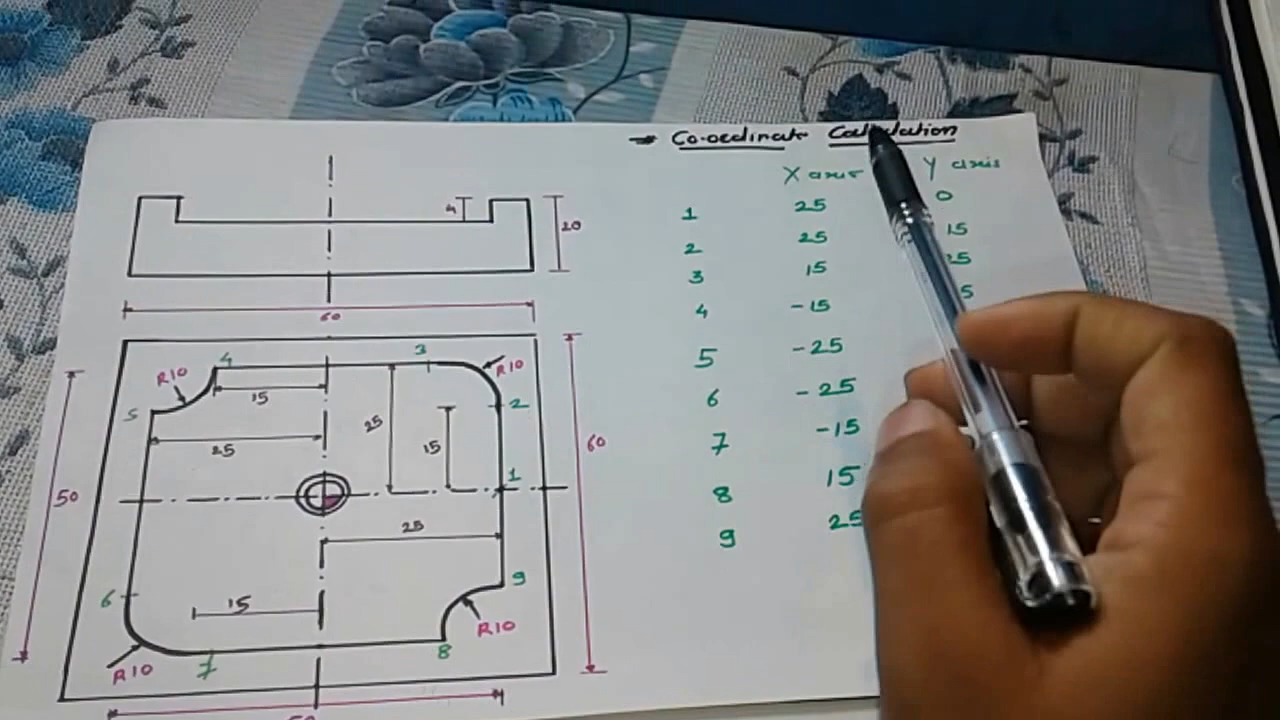 → Co-ordinate Calculation
X axis Y axis
1 25 0
2 25 15
3 15 25
4 -15 5
5 -25
6 -25
7 -15
8 15
9 25
4
20
60
4
3
R10
R10
15
5
2
25
15
25
60
50
1
25
9
6
15
R10
R10
7
8